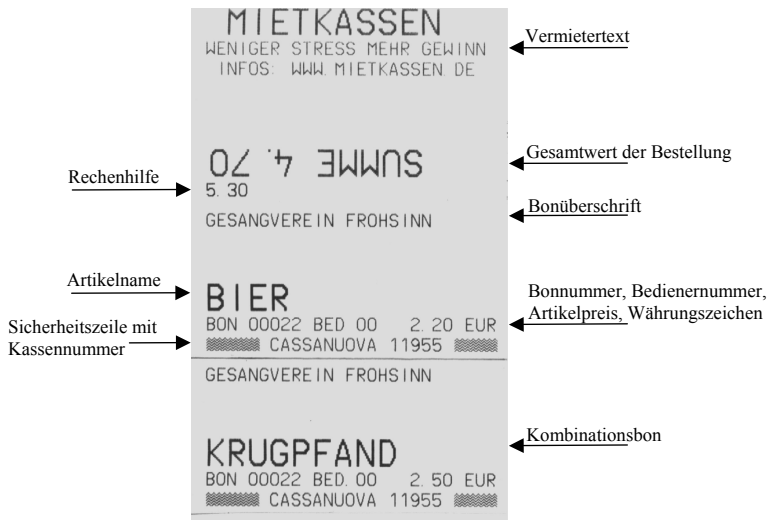 MIETKASSEN
WENIGER STRESS MEHR GEWINN
INFOS: WWW.MIETKASSEN.DE
Vermietertext
SUMME 4.70
Gesamtwert der Bestellung
Rechenhilfe
5.30
GESANGVEREIN FROHSINN
Bonüberschrift
Artikelname
BIER
Bonnummer, Bedienernummer,
Artikelpreis, Währungszeichen
BON 00022 BED 00 2.20 EUR
Sicherheitszeile mit
Kassennummer
CASSANUOVA 11955
GESANGVEREIN FROHSINN
KRUGPFAND
Kombinationsbon
BON 00022 BED.00 2.50 EUR
CASSANUOVA 11955